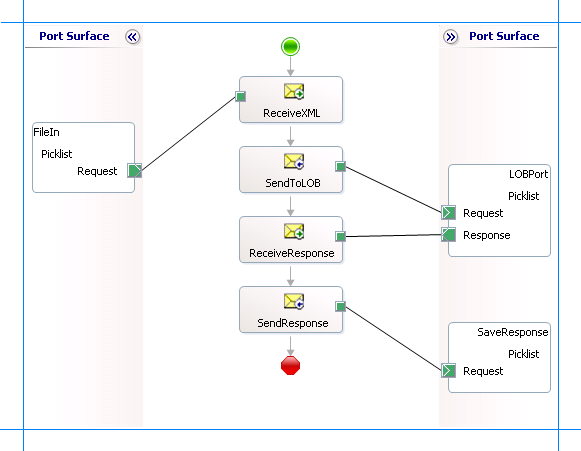 Port Surface
Port Surface
ReceiveXML
FileIn
Picklist
Request
SendToLOB
LOBPort
Picklist
Request
Response
ReceiveResponse
SendResponse
SaveResponse
Picklist
Request